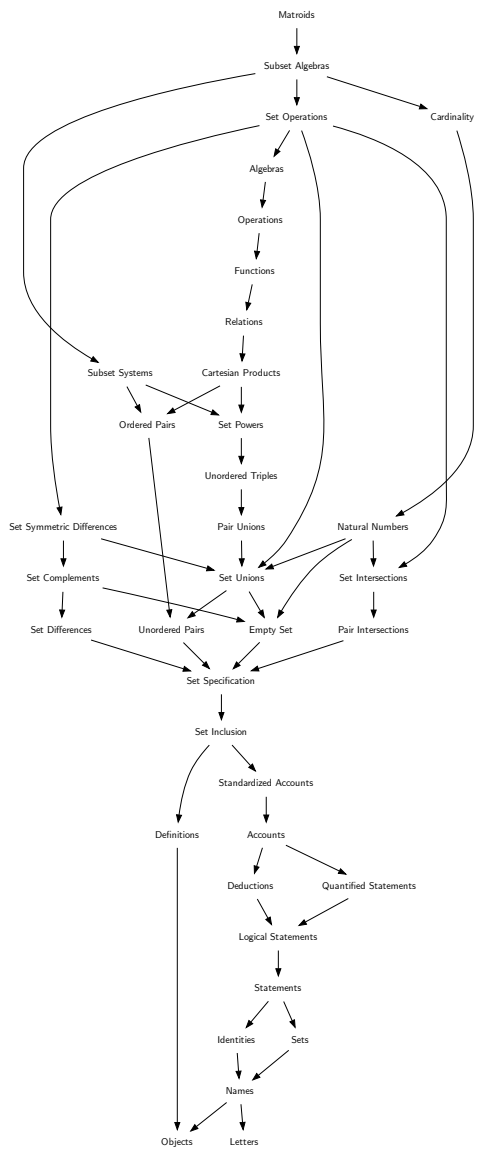 Matroids
Subset Algebras
Set Operations
Cardinality
Algebras
Operations
Functions
Relations
Subset Systems
Cartesian Products
Ordered Pairs
Set Powers
Unordered Triples
Set Symmetric Differences
Pair Unions
Natural Numbers
Set Complements
Set Unions
Set Intersections
Set Differences
Unordered Pairs
Empty Set
Pair Intersections
Set Specification
Set Inclusion
Standardized Accounts
Definitions
Accounts
Deductions
Quantified Statements
Logical Statements
Statements
Identities
Sets
Names
Objects
Letters